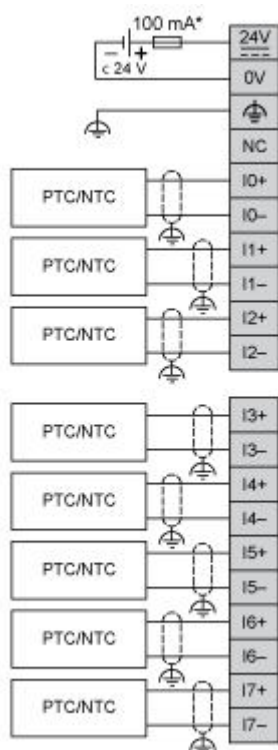 100 mA*
24V
− +
c 24 V
0V
NC
PTC/NTC
I0+
I0−
PTC/NTC
I1+
I1−
PTC/NTC
I2+
I2−
PTC/NTC
I3+
I3−
PTC/NTC
I4+
I4−
PTC/NTC
I5+
I5−
PTC/NTC
I6+
I6−
PTC/NTC
I7+
I7−